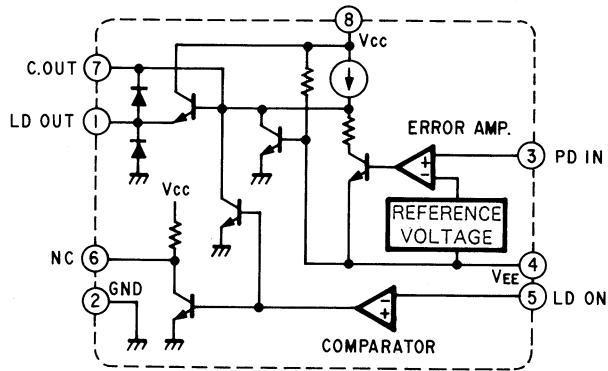 8
Vcc
7
C.OUT
1
LD OUT
ERROR AMP.
+
−
3
PD IN
REFERENCE
VOLTAGE
Vcc
6
NC
VEE
4
2
GND
5
LD ON
−
+
COMPARATOR